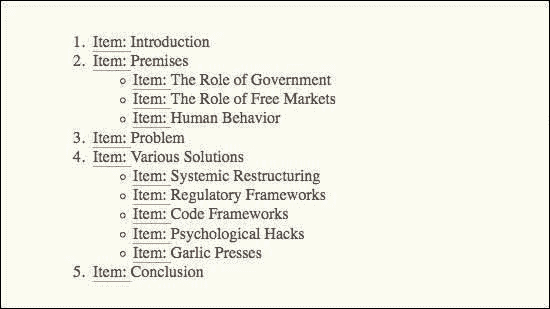 1. Item: Introduction
2. Item: Premises
Item: The Role of Government
Item: The Role of Free Markets
Item: Human Behavior
3. Item: Problem
4. Item: Various Solutions
Item: Systemic Restructuring
Item: Regulatory Frameworks
Item: Code Frameworks
Item: Psychological Hacks
Item: Garlic Presses
5. Item: Conclusion